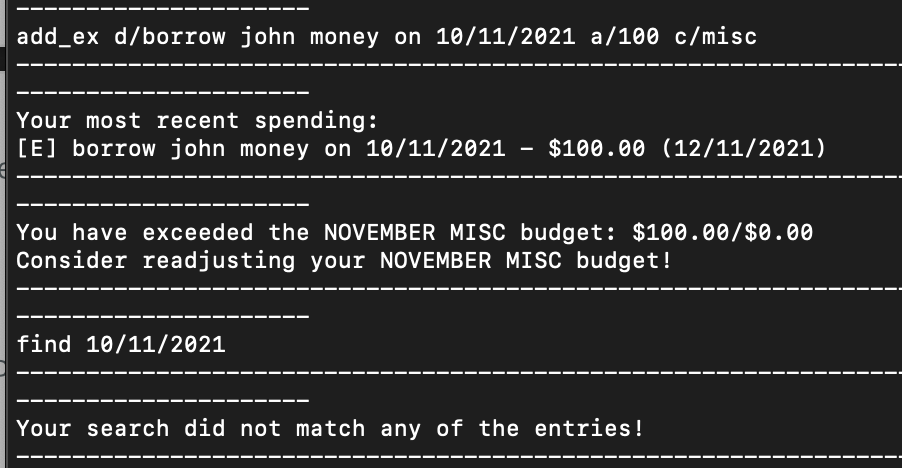 ---------------------
add_ex d/borrow john money on 10/11/2021 a/100 c/misc
----------------------------------------------------------------
---------------------
Your most recent spending:
[E] borrow john money on 10/11/2021 - $100.00 (12/11/2021)
----------------------------------------------------------------
---------------------
You have exceeded the NOVEMBER MISC budget: $100.00/$0.00
Consider readjusting your NOVEMBER MISC budget!
----------------------------------------------------------------
---------------------
find 10/11/2021
----------------------------------------------------------------
---------------------
Your search did not match any of the entries!
----------------------------------------------------------------